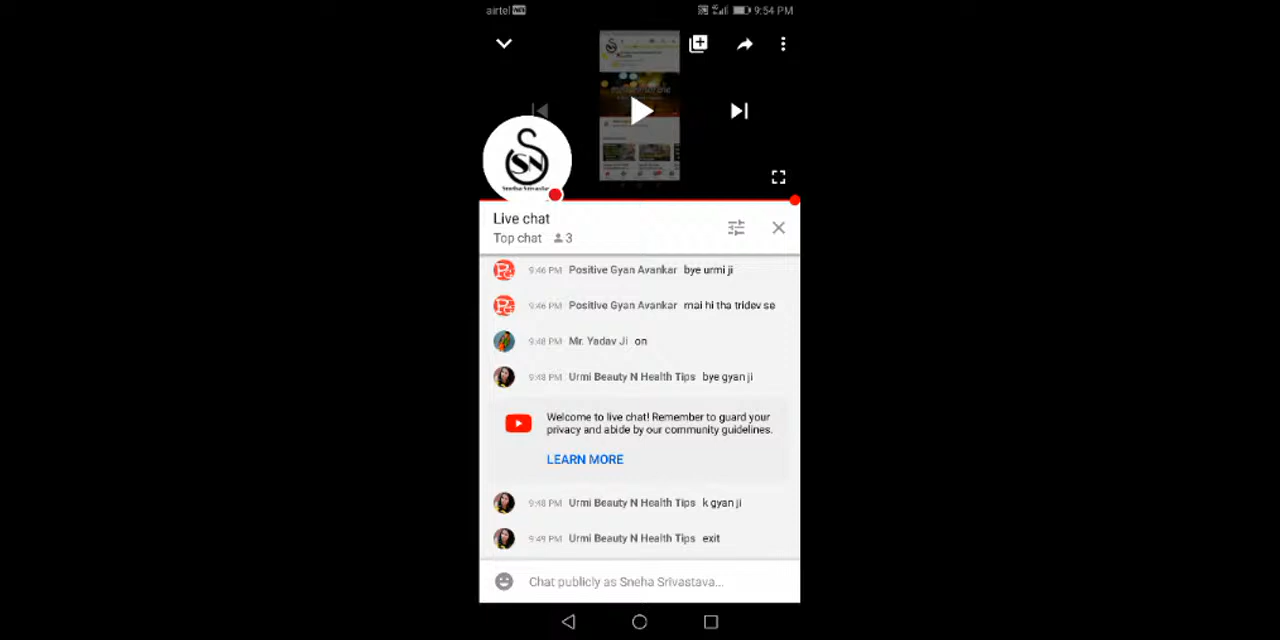 airtel
9:54 PM
SN
Sneha Srivastava
Live chat
Top chat 3
9:46 PM Positive Gyan Avankar bye urmi ji
9:46 PM Positive Gyan Avankar mai hi tha tridev se
9:48 PM Mr. Yadav Ji on
9:48 PM Urmi Beauty N Health Tips bye gyan ji
Welcome to live chat! Remember to guard your
privacy and abide by our community guidelines.
LEARN MORE
9:48 PM Urmi Beauty N Health Tips k gyan ji
9:49 PM Urmi Beauty N Health Tips exit
Chat publicly as Sneha Srivastava...